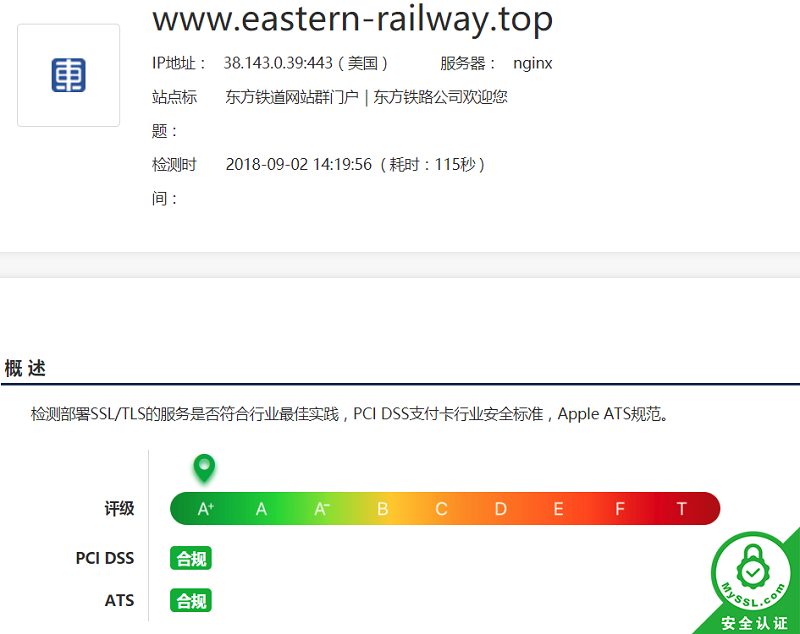 www.eastern-railway.top
IP地址： 38.143.0.39:443 ( 美国 ) 服务器： nginx
站点标题： 东方铁道网站群门户 | 东方铁路公司欢迎您
检测时间： 2018-09-02 14:19:56 ( 耗时：115秒 )
概述
检测部署SSL/TLS的服务是否符合行业最佳实践，PCI DSS支付卡行业安全标准，Apple ATS规范。
评级 A+ A A- B C D E F T
PCI DSS 合规
ATS 合规
MySSL.com
安全认证